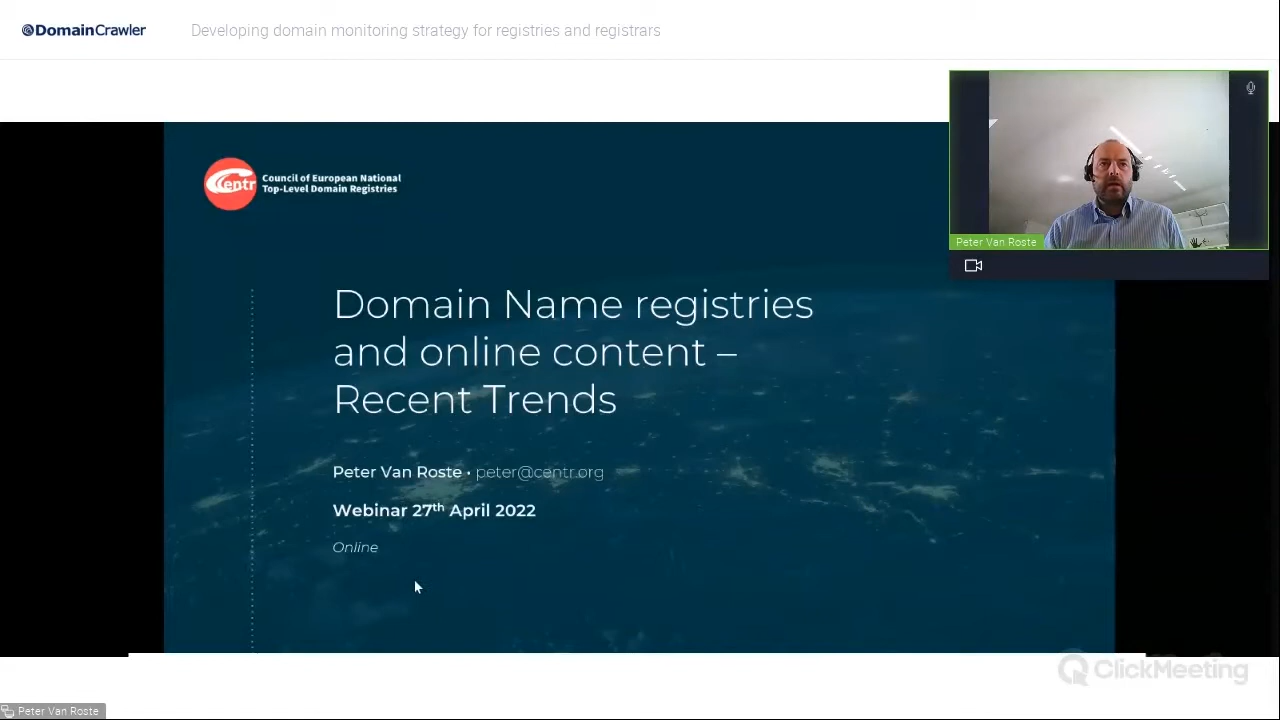 DomainCrawler
Developing domain monitoring strategy for registries and registrars
Centr
Council of European National
Top-Level Domain Registries
Peter Van Roste
Domain Name registries
and online content –
Recent Trends
Peter Van Roste • peter@centr.org
Webinar 27th April 2022
Online
ClickMeeting
Peter Van Roste